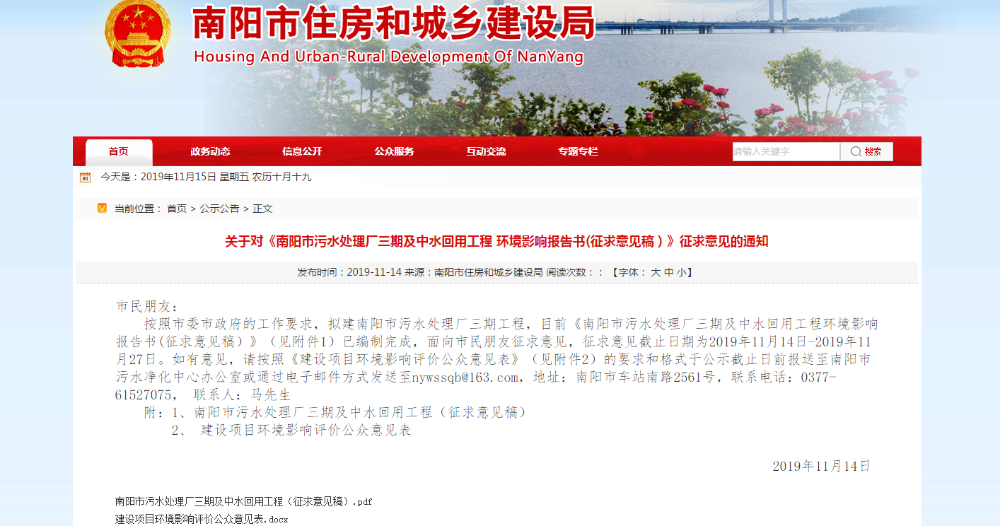 南阳市住房和城乡建设局
Housing And Urban-Rural Development Of NanYang
首页 政务动态 信息公开 公众服务 互动交流 专题专栏 请输入关键字 搜索
30 今天是：2019年11月15日 星期五 农历十月十九
当前位置： 首页 > 公示公告 > 正文
关于对《南阳市污水处理厂三期及中水回用工程 环境影响报告书(征求意见稿）》征求意见的通知
发布时间：2019-11-14 来源：南阳市住房和城乡建设局 阅读次数：： 【字体： 大 中 小】
市民朋友：
按照市委市政府的工作要求，拟建南阳市污水处理厂三期工程，目前《南阳市污水处理厂三期及中水回用工程环境影响
报告书(征求意见稿）》（见附件1）已编制完成，面向市民朋友征求意见，征求意见截止日期为2019年11月14日-2019年11
月27日。如有意见，请按照《建设项目环境影响评价公众意见表》（见附件2）的要求和格式于公示截止日前报送至南阳市
污水净化中心办公室或通过电子邮件方式发送至nywssqb@163.com，地址：南阳市车站南路2561号，联系电话：0377-
61527075， 联系人：马先生
附：1、南阳市污水处理厂三期及中水回用工程（征求意见稿）
2、 建设项目环境影响评价公众意见表
2019年11月14日
南阳市污水处理厂三期及中水回用工程（征求意见稿）.pdf
建设项目环境影响评价公众意见表.docx